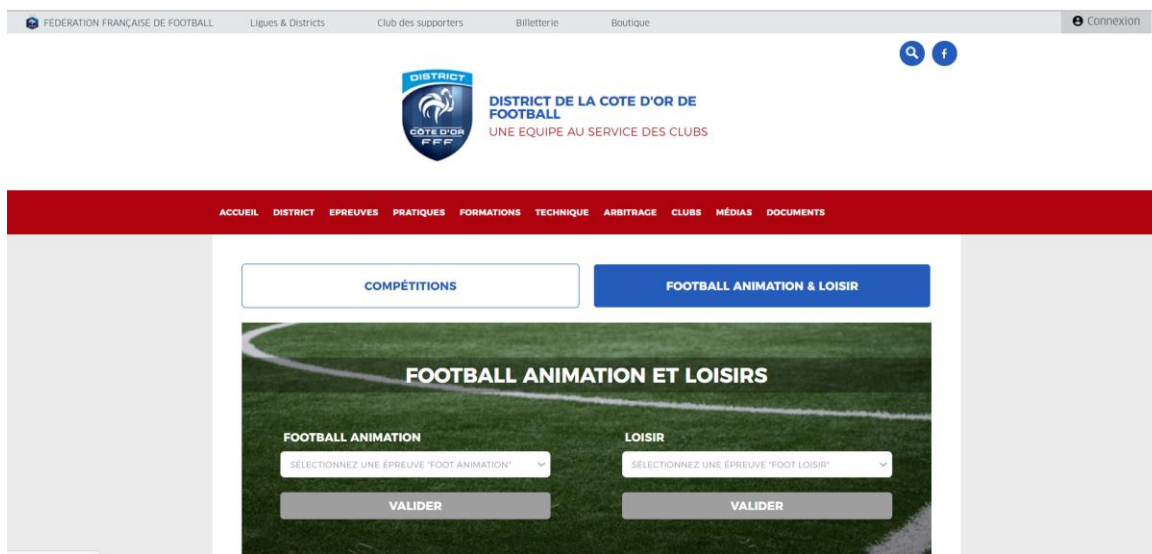 FÉDÉRATION FRANÇAISE DE FOOTBALL Ligues & Districts Club des supporters Billetterie Boutique Connexion
DISTRICT
CÔTE D'OR
FFF
DISTRICT DE LA COTE D'OR DE
FOOTBALL
UNE EQUIPE AU SERVICE DES CLUBS
ACCUEIL DISTRICT EPREUVES PRATIQUES FORMATIONS TECHNIQUE ARBITRAGE CLUBS MÉDIAS DOCUMENTS
COMPÉTITIONS FOOTBALL ANIMATION & LOISIR
FOOTBALL ANIMATION ET LOISIRS
FOOTBALL ANIMATION LOISIR
SÉLECTIONNEZ UNE ÉPREUVE "FOOT ANIMATION" SÉLECTIONNEZ UNE ÉPREUVE "FOOT LOISIR"
VALIDER VALIDER